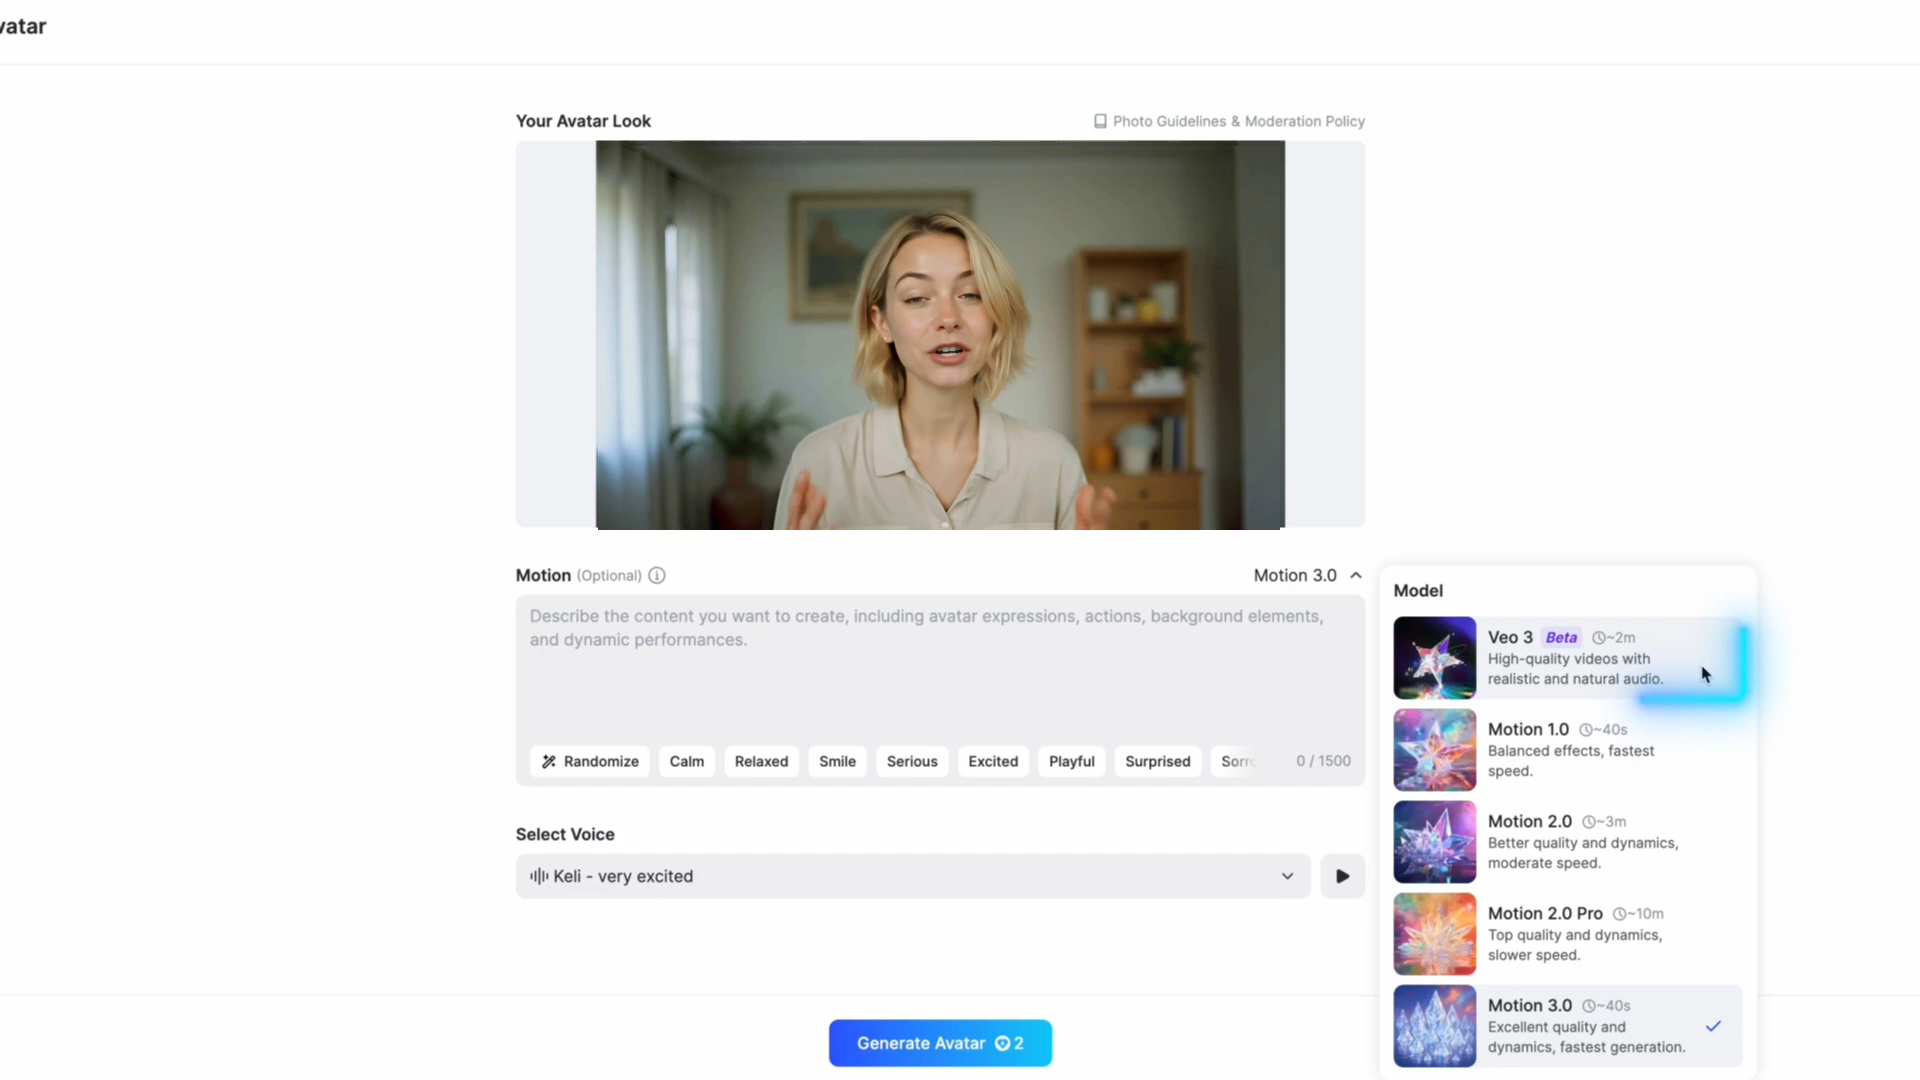 vatar
Your Avatar Look
Photo Guidelines & Moderation Policy
Motion (Optional)
Motion 3.0
Describe the content you want to create, including avatar expressions, actions, background elements,
and dynamic performances.
Randomize
Calm
Relaxed
Smile
Serious
Excited
Playful
Surprised
Sorr
0 / 1500
Select Voice
Keli - very excited
Generate Avatar 2
Model
Veo 3 Beta ~2m
High-quality videos with
realistic and natural audio.
Motion 1.0 ~40s
Balanced effects, fastest
speed.
Motion 2.0 ~3m
Better quality and dynamics,
moderate speed.
Motion 2.0 Pro ~10m
Top quality and dynamics,
slower speed.
Motion 3.0 ~40s
Excellent quality and
dynamics, fastest generation.